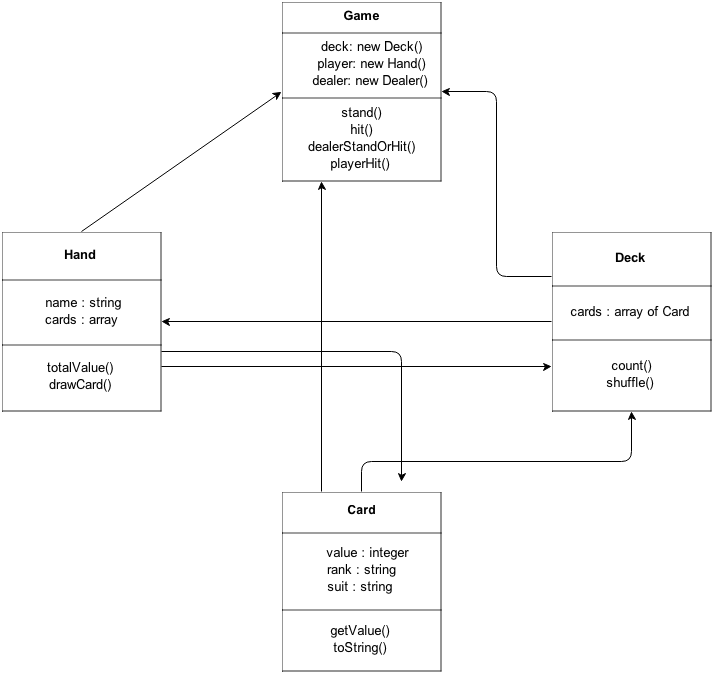 Game
deck: new Deck()
player: new Hand()
dealer: new Dealer()
stand()
hit()
dealerStandOrHit()
playerHit()
Hand
name : string
cards : array
totalValue()
drawCard()
Deck
cards : array of Card
count()
shuffle()
Card
value : integer
rank : string
suit : string
getValue()
toString()